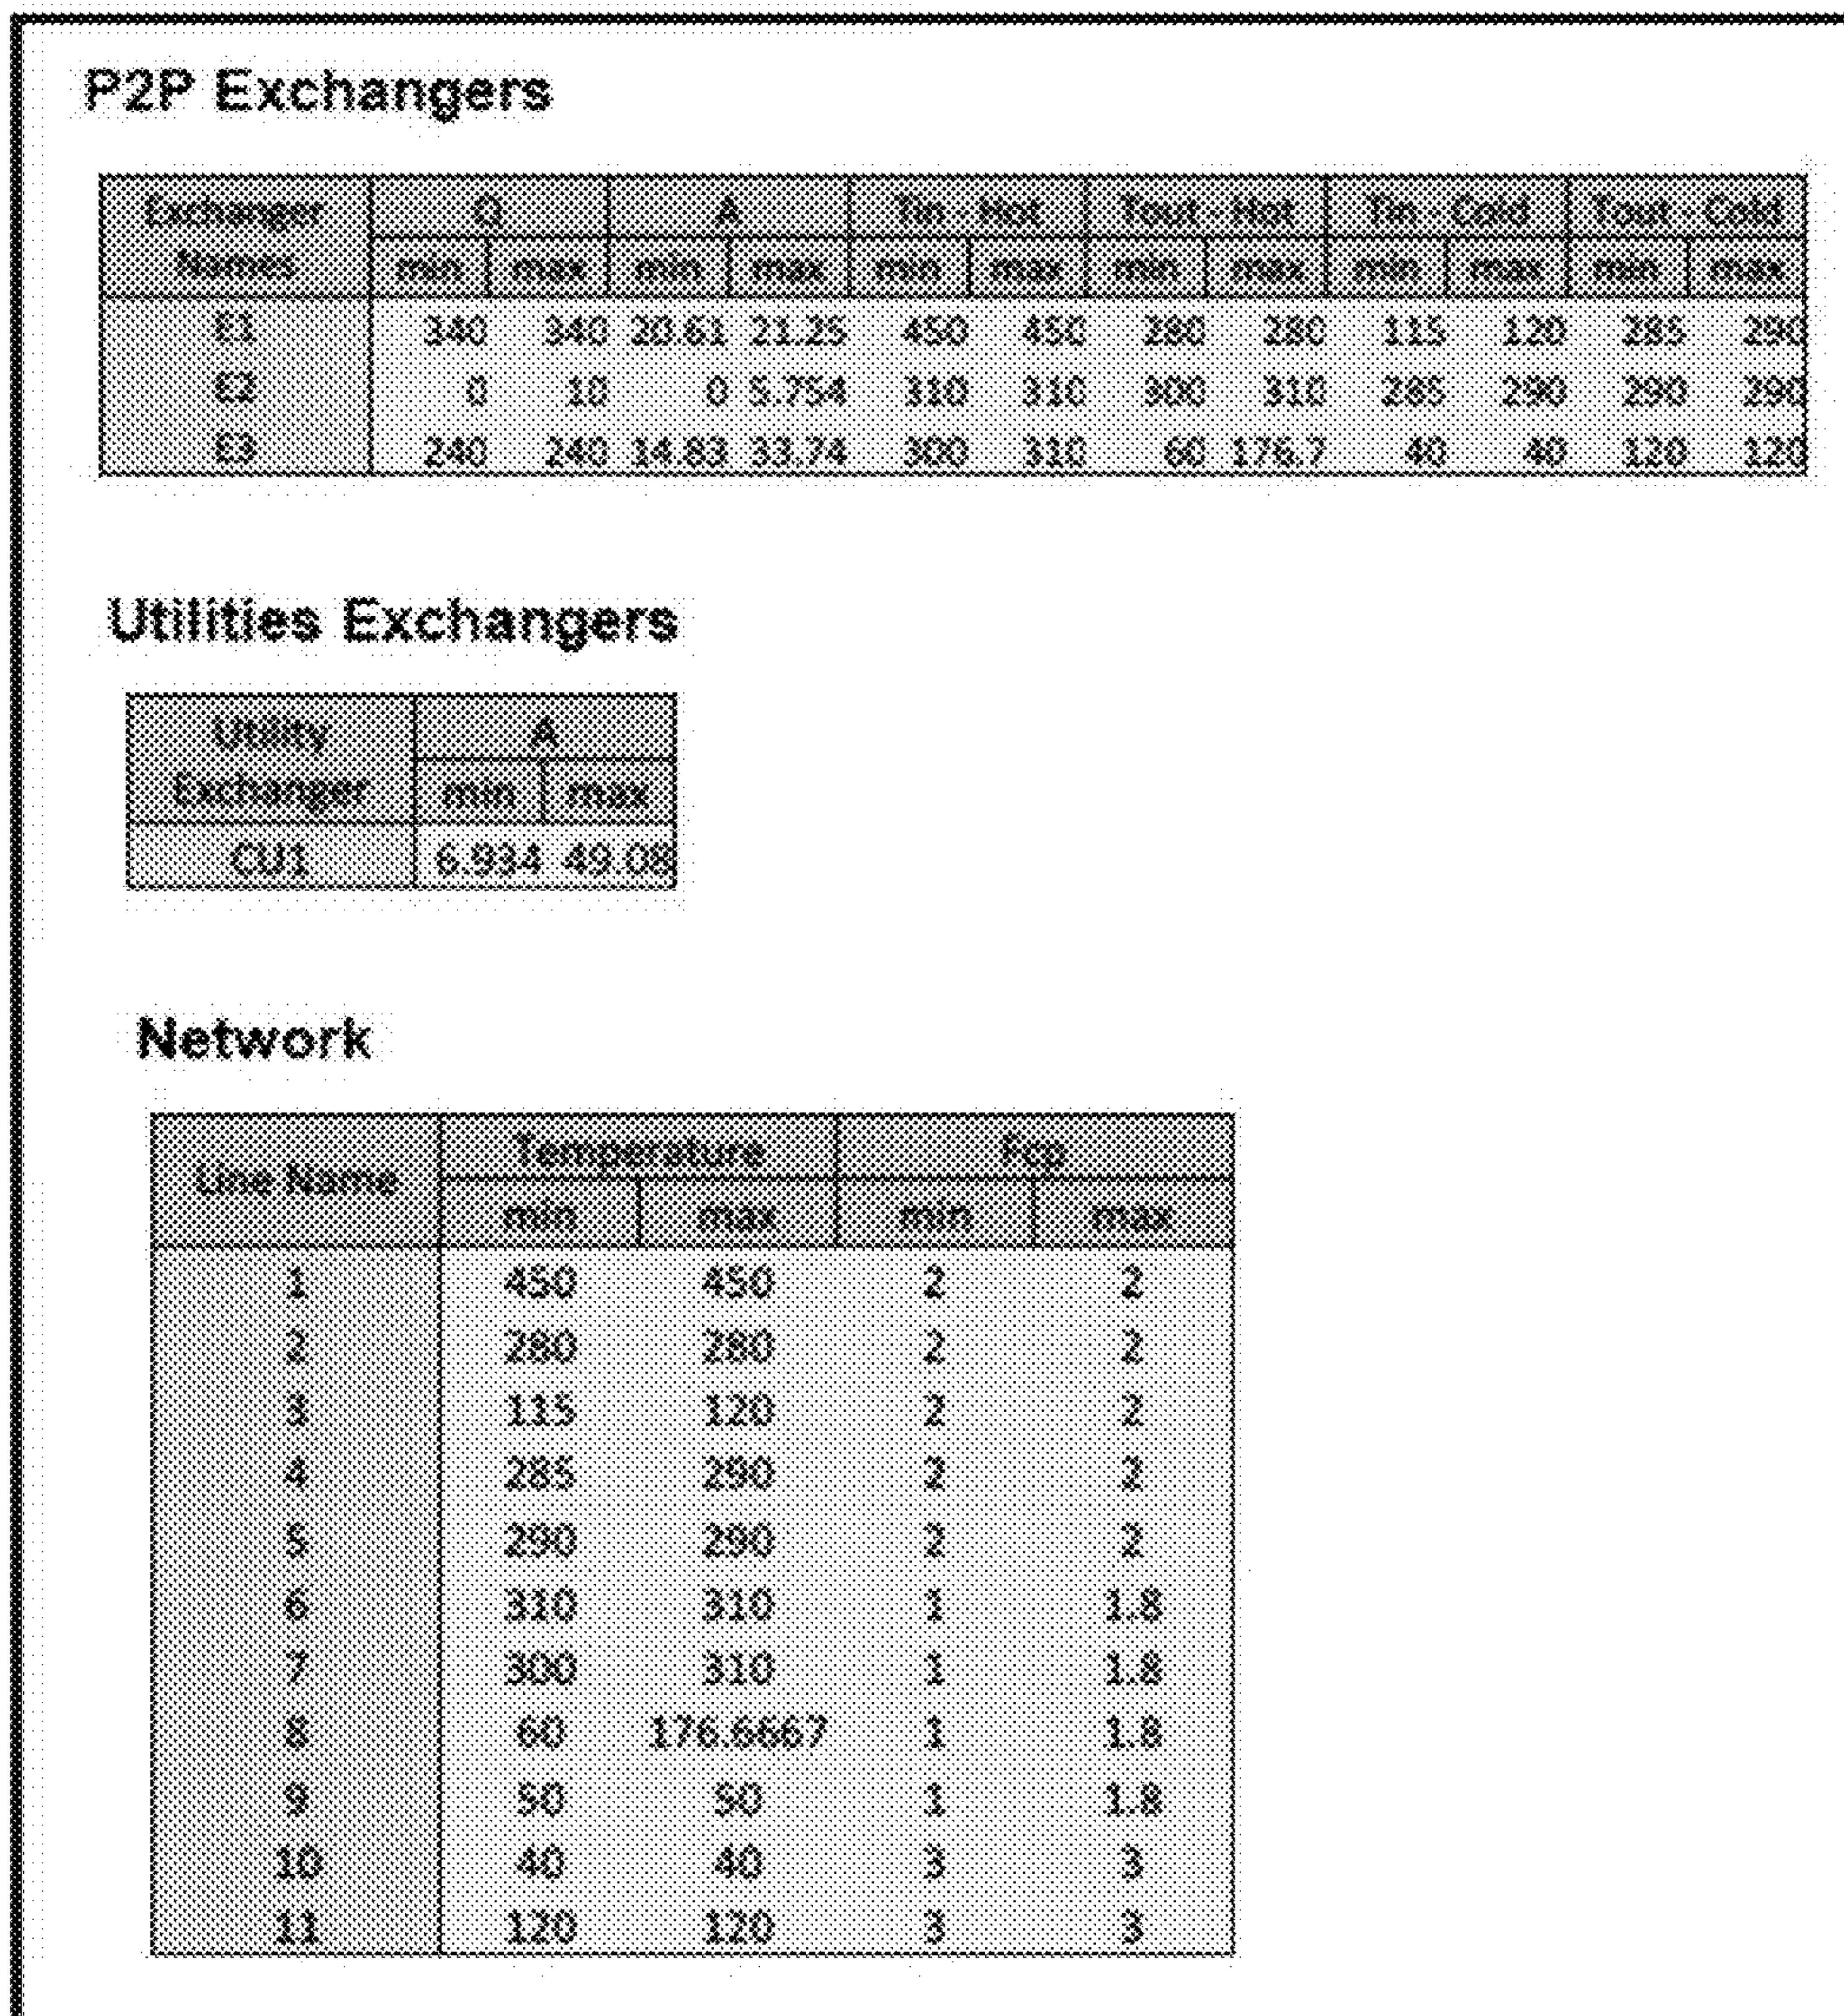 P2P Exchangers
Exchanger Names Q A Tin - Hot Tout - Hot Tin - Cold Tout - Cold
min max min max min max min max min max min max
E1 340 340 20.61 21.25 450 450 280 280 115 120 285 290
E2 0 10 0 5.754 310 310 300 310 285 290 290 290
E3 240 240 14.83 33.74 300 310 60 176.7 40 40 120 120
Utilities Exchangers
Utility Exchanger A
min max
CU1 6.994 49.08
Network
Line Name Temperature Fcp
min max min max
1 450 450 2 2
2 280 280 2 2
3 115 120 2 2
4 285 290 2 2
5 290 290 2 2
6 310 310 1 1.8
7 300 310 1 1.8
8 60 176.6667 1 1.8
9 50 50 1 1.8
10 40 40 3 3
11 120 120 3 3